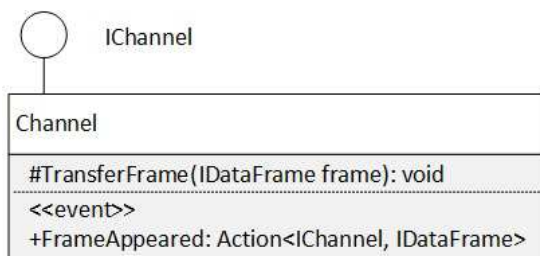 IChannel
Channel
#TransferFrame(IDataFrame frame): void
<<event>>
+FrameAppeared: Action<IChannel, IDataFrame>